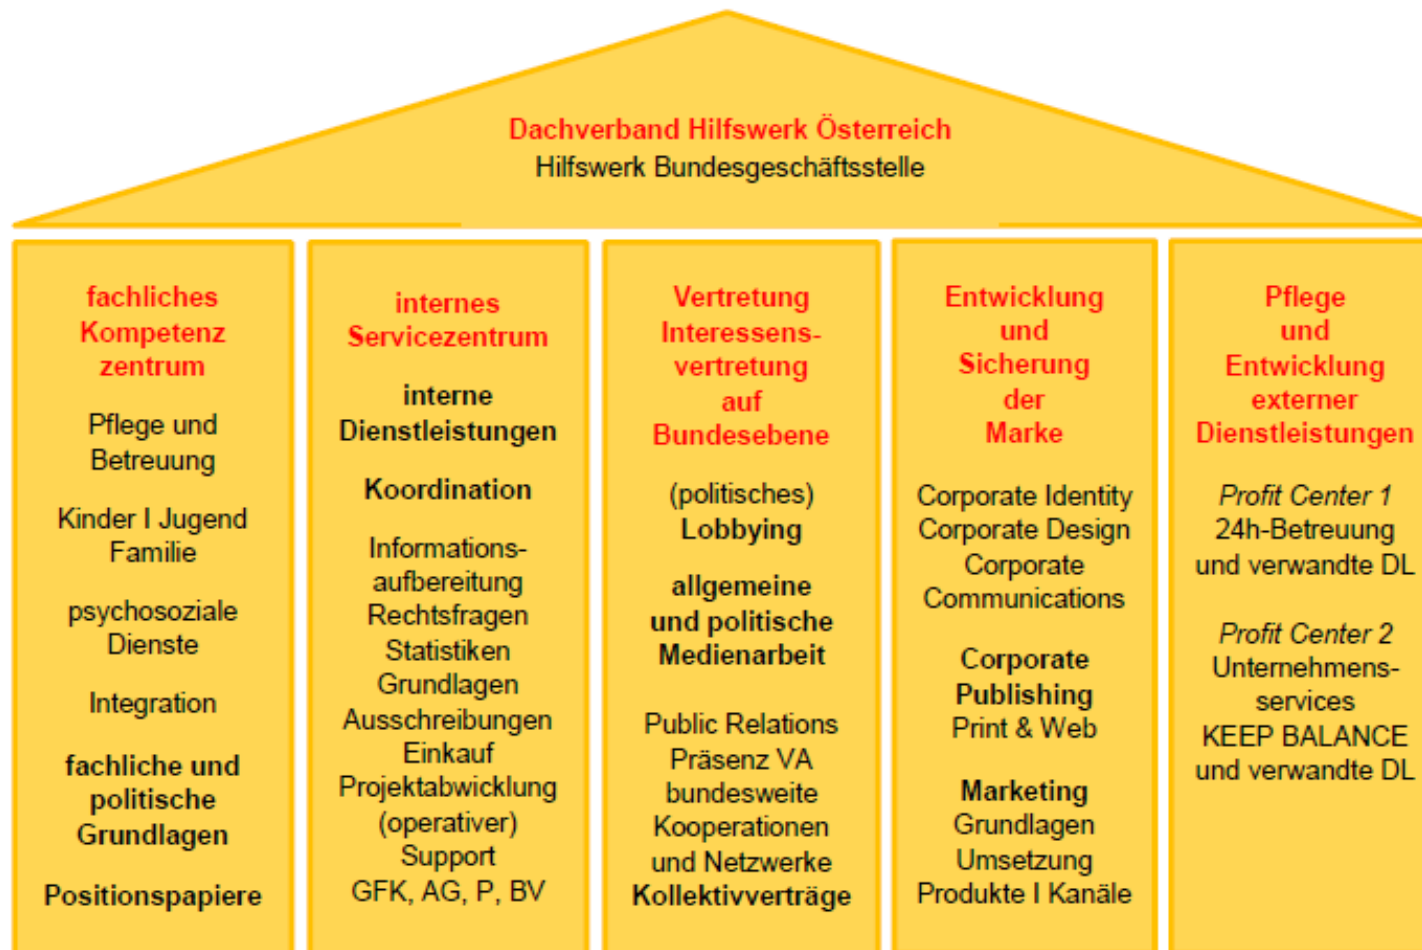 Dachverband Hilfswerk Österreich
Hilfswerk Bundesgeschäftsstelle
fachliches
Kompetenz
zentrum
Pflege und
Betreuung
Kinder I Jugend
Familie
psychosoziale
Dienste
Integration
fachliche und
politische
Grundlagen
Positionspapiere
internes
Servicezentrum
interne
Dienstleistungen
Koordination
Informations-
aufbereitung
Rechtsfragen
Statistiken
Grundlagen
Ausschreibungen
Einkauf
Projektabwicklung
(operativer)
Support
GFK, AG, P, BV
Vertretung
Interessens-
vertretung
auf
Bundesebene
(politisches)
Lobbying
allgemeine
und politische
Medienarbeit
Public Relations
Präsenz VA
bundesweite
Kooperationen
und Netzwerke
Kollektivverträge
Entwicklung
und
Sicherung
der
Marke
Corporate Identity
Corporate Design
Corporate
Communications
Corporate
Publishing
Print & Web
Marketing
Grundlagen
Umsetzung
Produkte I Kanäle
Pflege
und
Entwicklung
externer
Dienstleistungen
Profit Center 1
24h-Betreuung
und verwandte DL
Profit Center 2
Unternehmens-
services
KEEP BALANCE
und verwandte DL